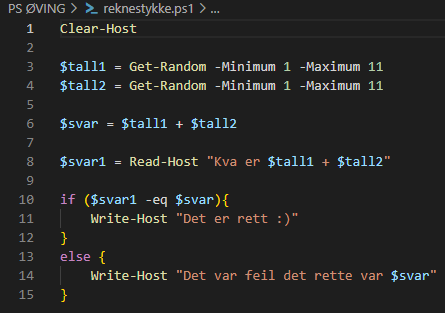 PS ØVING > reknestykke.ps1 > ...
1 Clear-Host
2
3 $tall1 = Get-Random -Minimum 1 -Maximum 11
4 $tall2 = Get-Random -Minimum 1 -Maximum 11
5
6 $svar = $tall1 + $tall2
7
8 $svar1 = Read-Host "Kva er $tall1 + $tall2"
9
10 if ($svar1 -eq $svar){
11     Write-Host "Det er rett :)"
12 }
13 else {
14     Write-Host "Det var feil det rette var $svar"
15 }